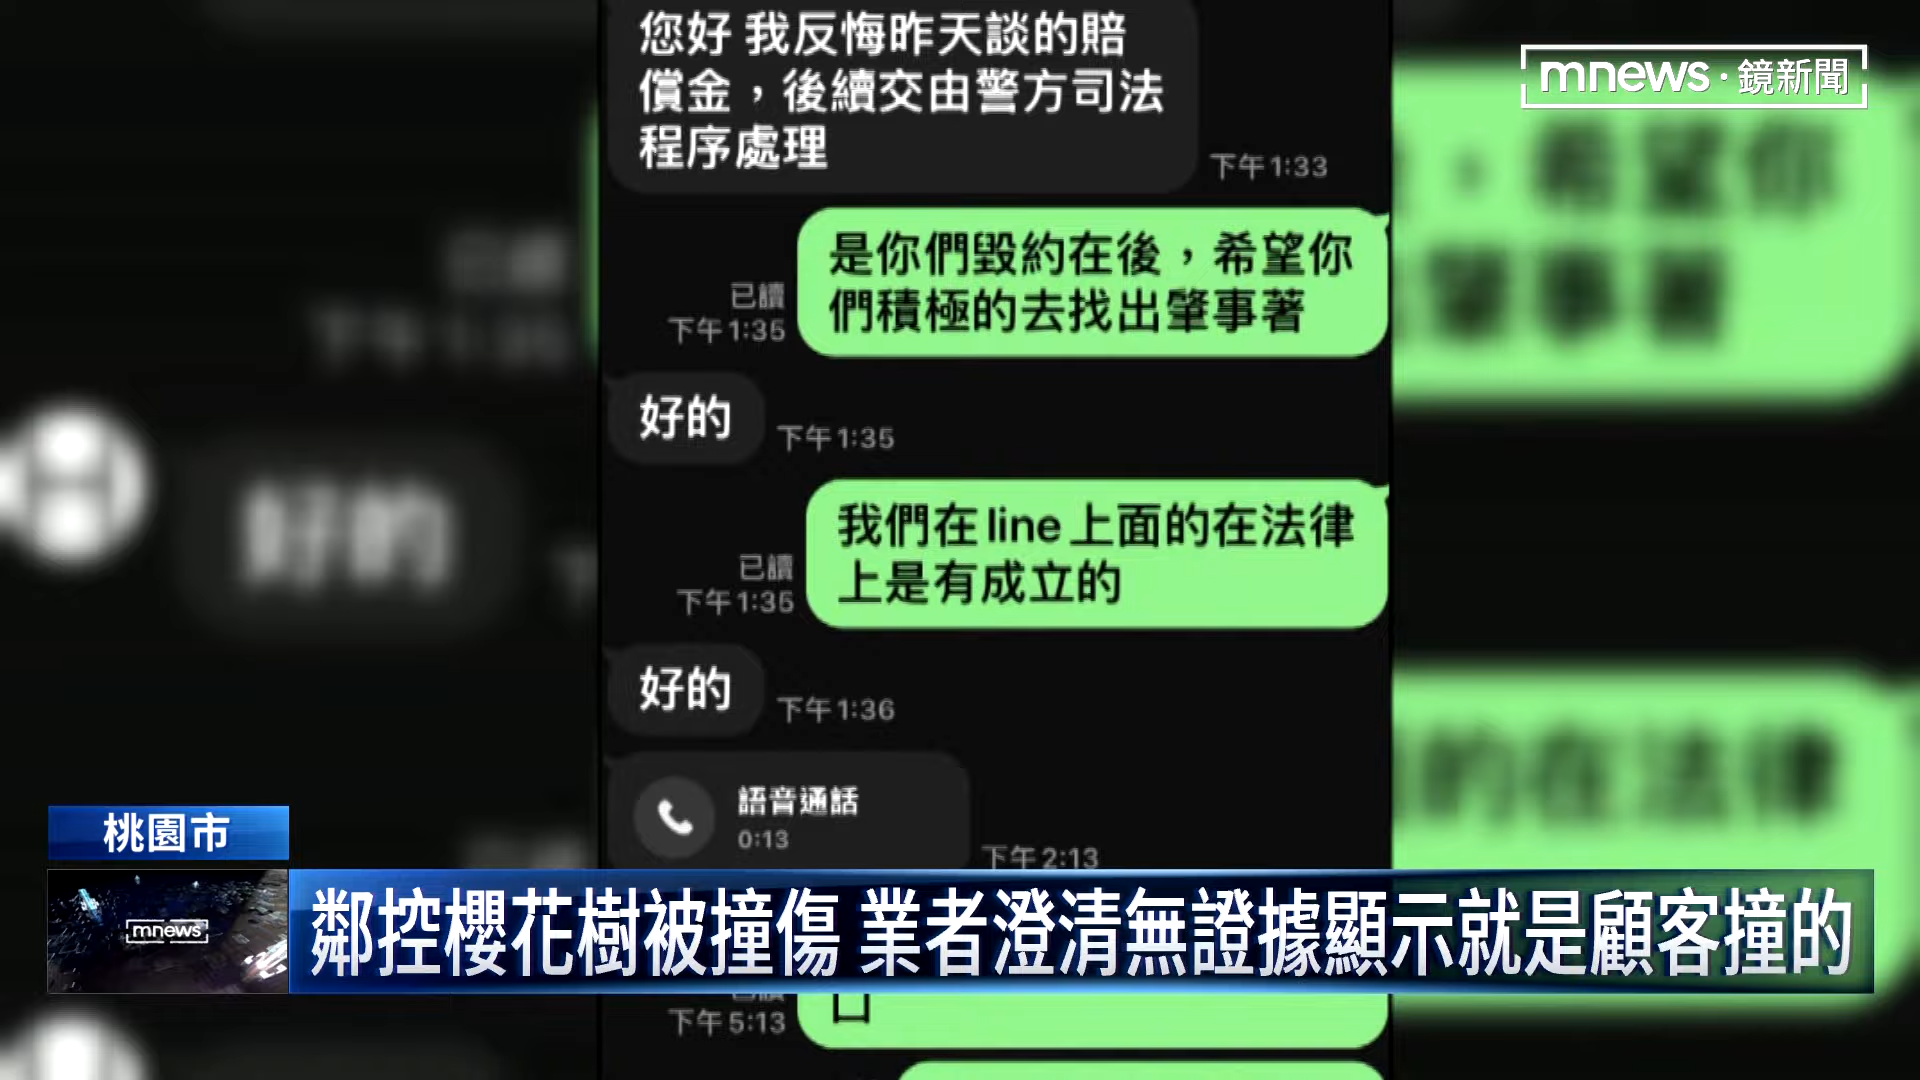 您好 我反悔昨天談的賠
償金，後續交由警方司法
程序處理
下午1:33
mnews·鏡新聞
是你們毀約在後，希望你
們積極的去找出肇事著
已讀
下午1:35
好的
下午1:35
我們在line上面的在法律
上是有成立的
已讀
下午1:35
好的
下午1:36
語音通話
0:13
下午2:13
桃園市
mnews
鄰控櫻花樹被撞傷 業者澄清無證據顯示就是顧客撞的
已讀
下午5:13